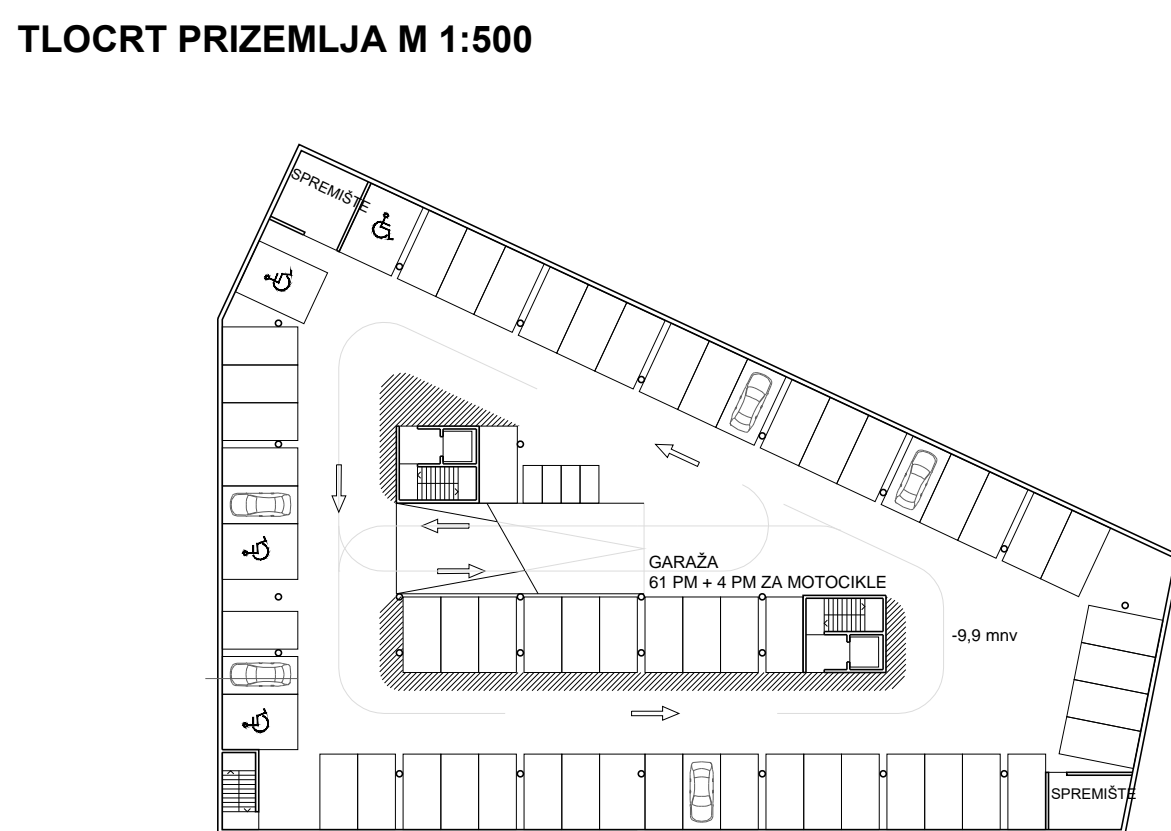 TLOCRT PRIZEMLJA M 1:500
SPREMIŠTE
GARAŽA
61 PM + 4 PM ZA MOTOCIKLE
-9,9 mnv
SPREMIŠTE